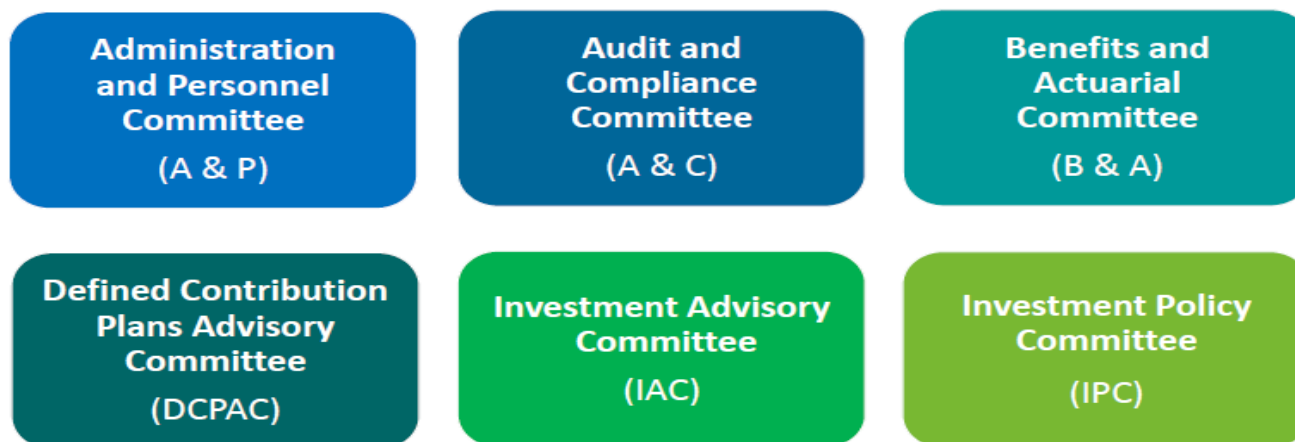 Administration
and Personnel
Committee
(A & P)
Audit and
Compliance
Committee
(A & C)
Benefits and
Actuarial
Committee
(B & A)
Defined Contribution
Plans Advisory
Committee
(DCPAC)
Investment Advisory
Committee
(IAC)
Investment Policy
Committee
(IPC)